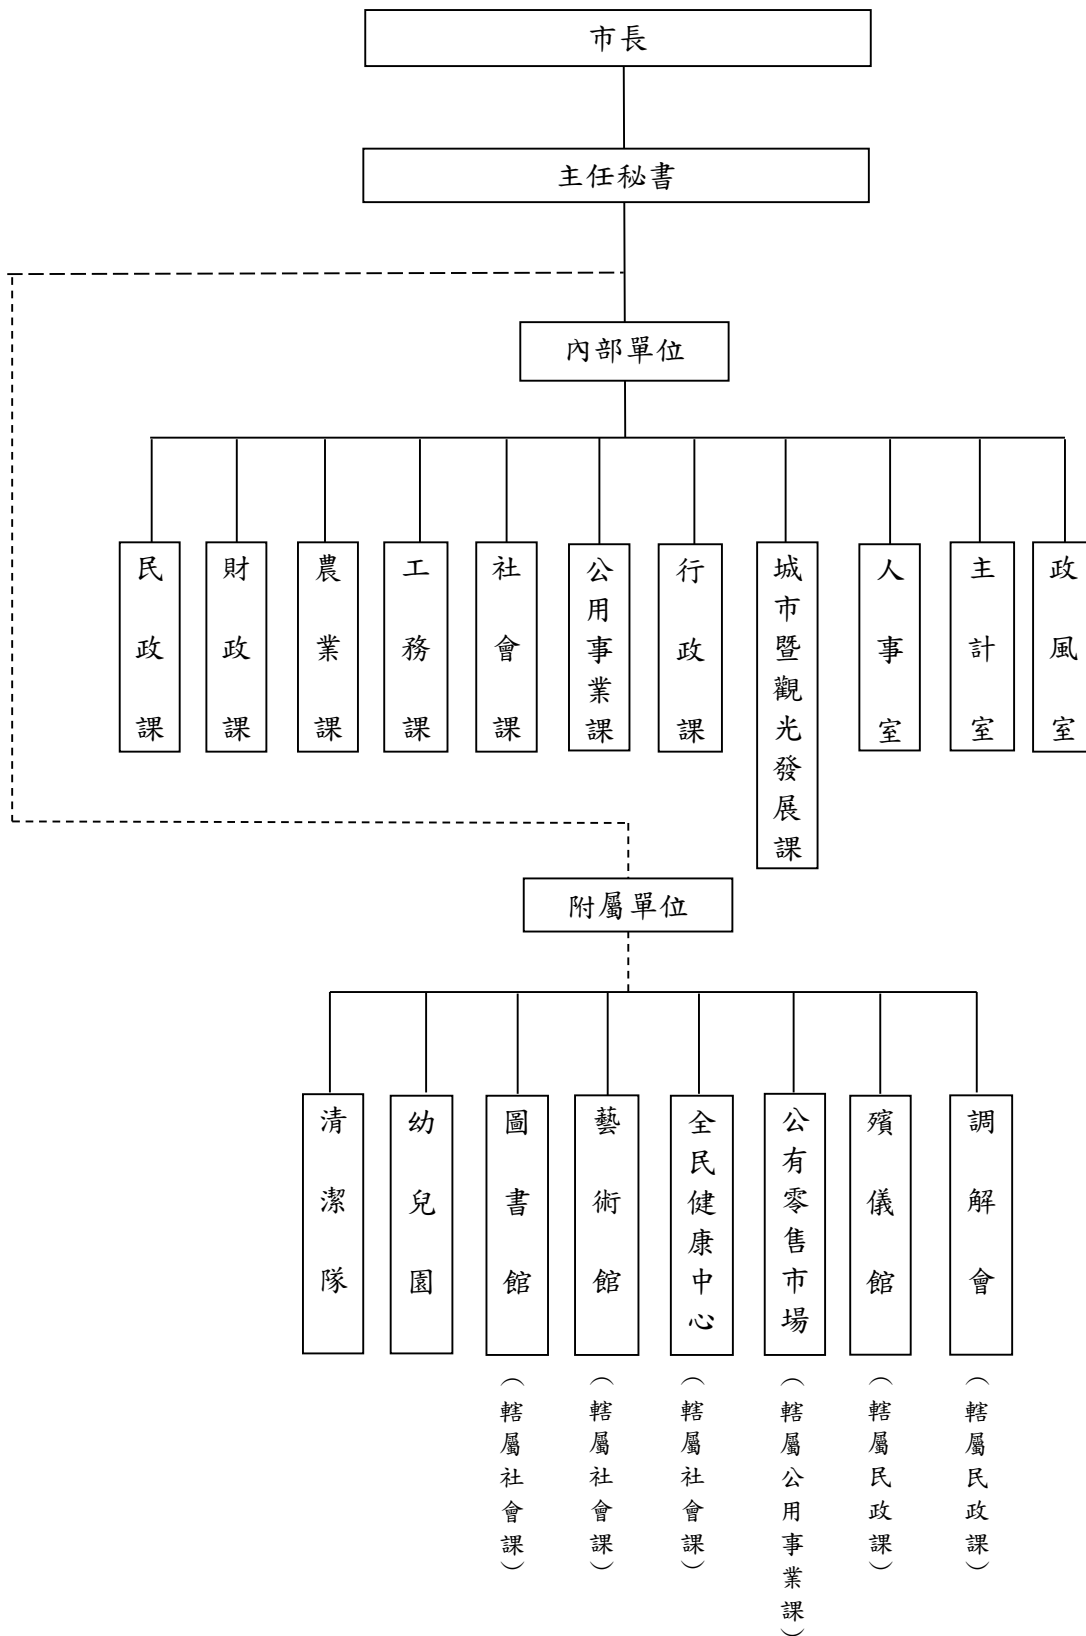 市長
主任秘書
內部單位
民政課
財政課
農業課
工務課
社會課
公用事業課
行政課
城市暨觀光發展課
人事室
主計室
政風室
附屬單位
清潔隊
幼兒園
圖書館
藝術館
全民健康中心
公有零售市場
殯儀館
調解會
（轄屬社會課）
（轄屬社會課）
（轄屬社會課）
（轄屬公用事業課）
（轄屬民政課）
（轄屬民政課）